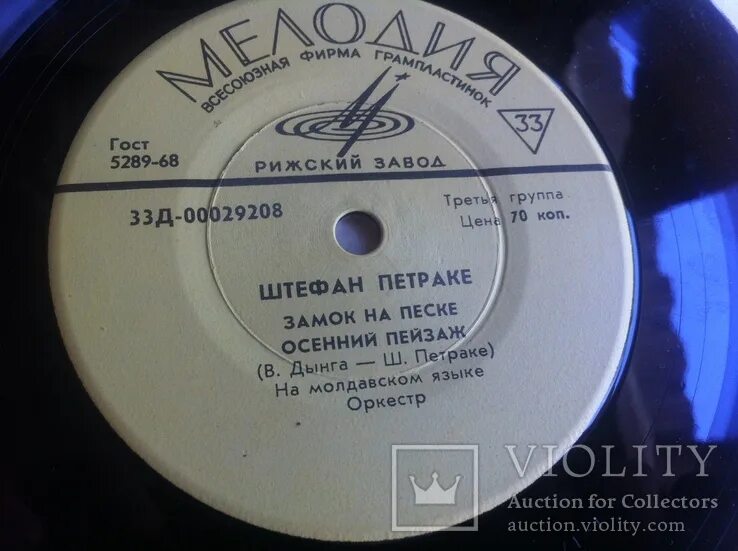 МЕЛОДИЯ
ВСЕСОЮЗНАЯ ФИРМА ГРАМПЛАСТИНОК
33
Гост
5289-68
РИЖСКИЙ ЗАВОД
33Д-00029208
Третья группа
Цена 70 коп.
ШТЕФАН ПЕТРАКЕ
ЗАМОК НА ПЕСКЕ
ОСЕННИЙ ПЕЙЗАЖ
(В. Дынга — Ш. Петраке)
На молдавском языке
Оркестр
VIOLITY
Auction for Collectors
auction.violity.com